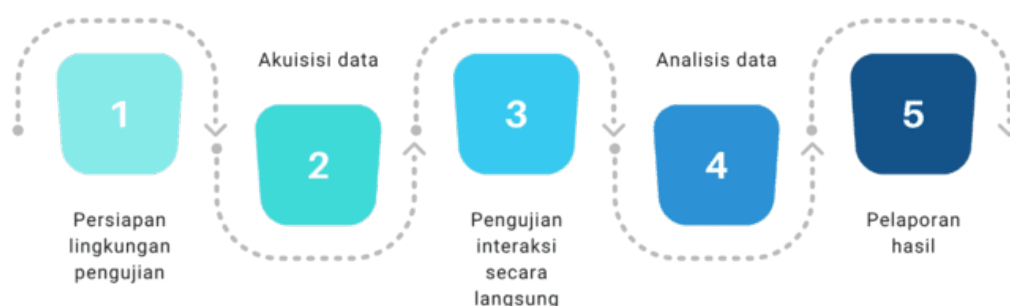 1
Persiapan
lingkungan
pengujian
Akuisisi data
2
3
Pengujian
interaksi
secara
langsung
Analisis data
4
5
Pelaporan
hasil